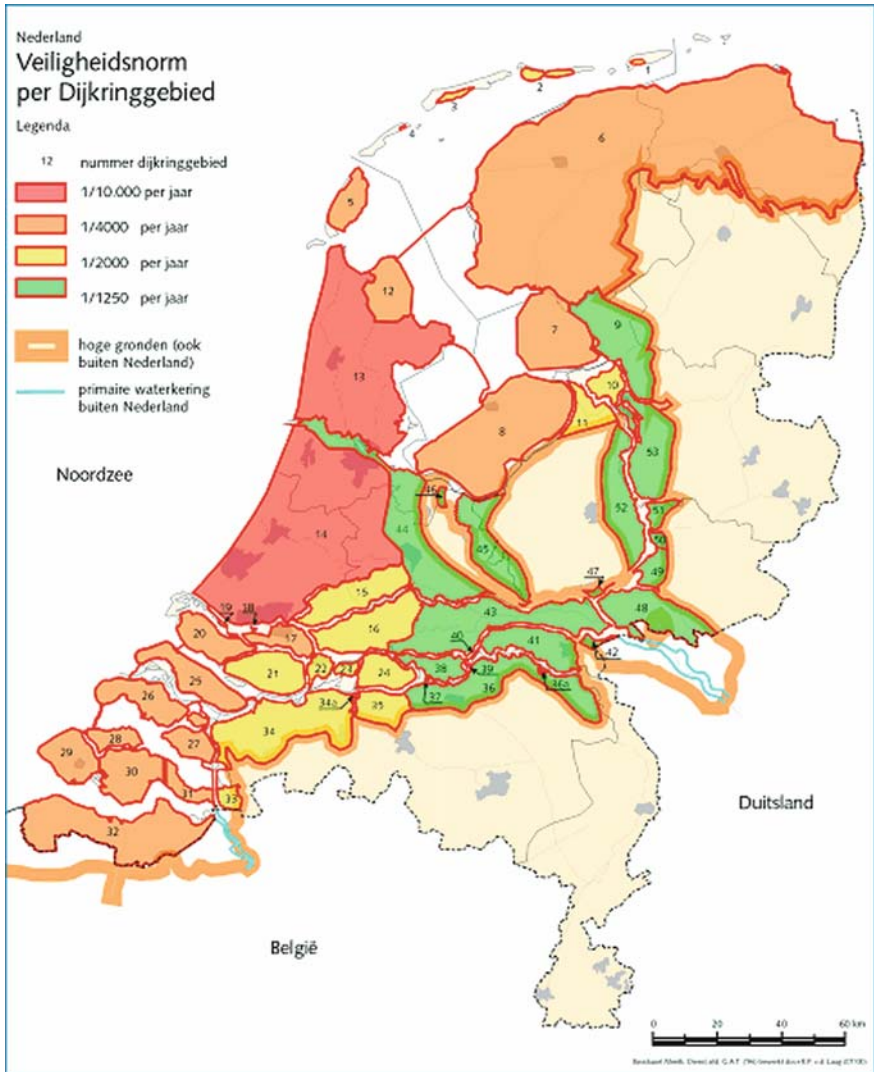 Nederland
Veiligheidsnorm
per Dijkringgebied
Legenda
12 nummer dijkringgebied
1/10.000 per jaar
1/4000 per jaar
1/2000 per jaar
1/1250 per jaar
hoge gronden (ook
buiten Nederland)
primaire waterkering
buiten Nederland
Noordzee
Duitsland
België
1
2
3
4
5
6
7
8
9
10
11
12
13
14
15
16
17
18
19
20
21
22
23
24
25
26
27
28
29
30
31
32
33
34
34a
35
36
36a
37
38
39
40
41
42
43
44
45
46
47
48
49
50
51
52
53
0 20 40 60 km